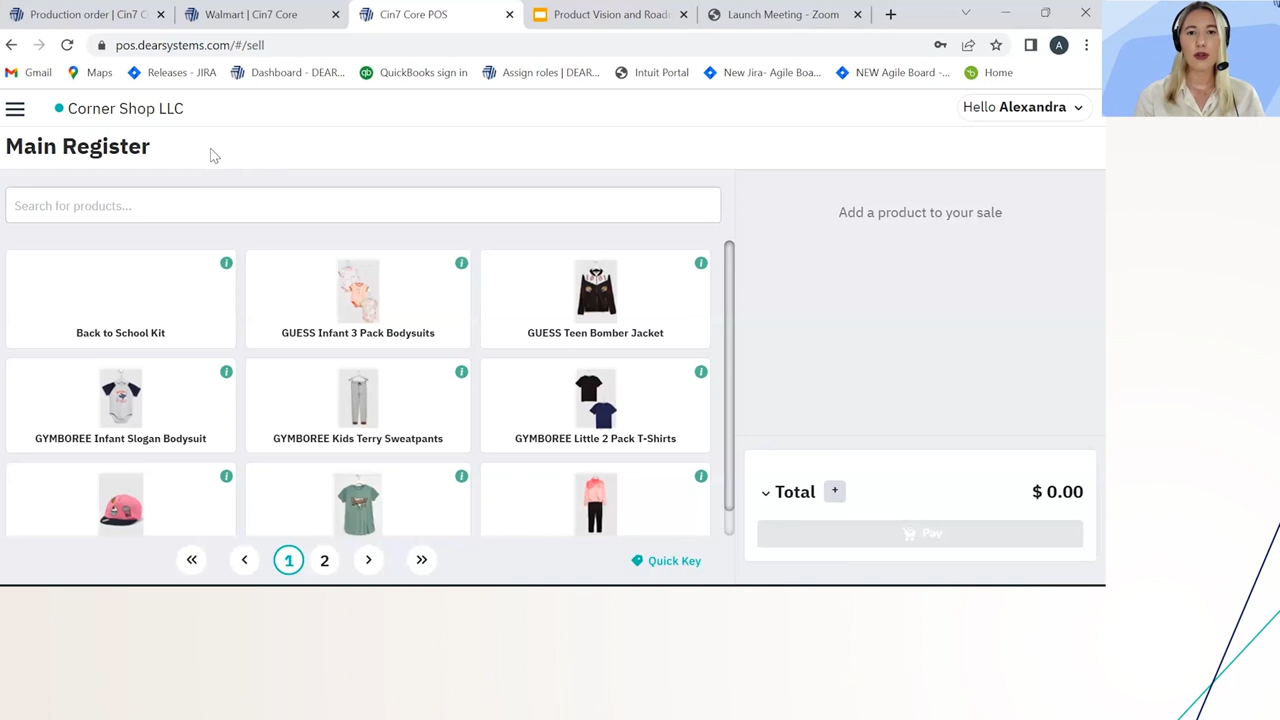 Production order | Cin7 C
Walmart | Cin7 Core
Cin7 Core POS
Product Vision and Road
Launch Meeting - Zoom
pos.dearsystems.com/#/sell
A
Gmail
Maps
Releases - JIRA
Dashboard - DEAR...
QuickBooks sign in
Assign roles | DEAR...
Intuit Portal
New Jira- Agile Boa...
NEW Agile Board -...
Home
Corner Shop LLC
Hello Alexandra
Main Register
Search for products...
Add a product to your sale
Back to School Kit
GUESS Infant 3 Pack Bodysuits
GUESS Teen Bomber Jacket
GYMBOREE Infant Slogan Bodysuit
GYMBOREE Kids Terry Sweatpants
GYMBOREE Little 2 Pack T-Shirts
Total +
$ 0.00
Pay
« ‹ 1 2 › »
Quick Key